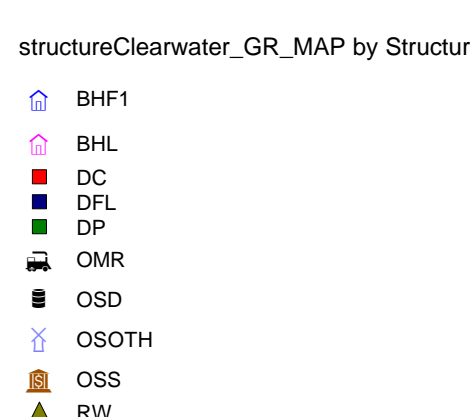 structureClearwater_GR_MAP by Structur
BHF1
BHL
DC
DFL
DP
OMR
OSD
OSOTH
OSS
RW